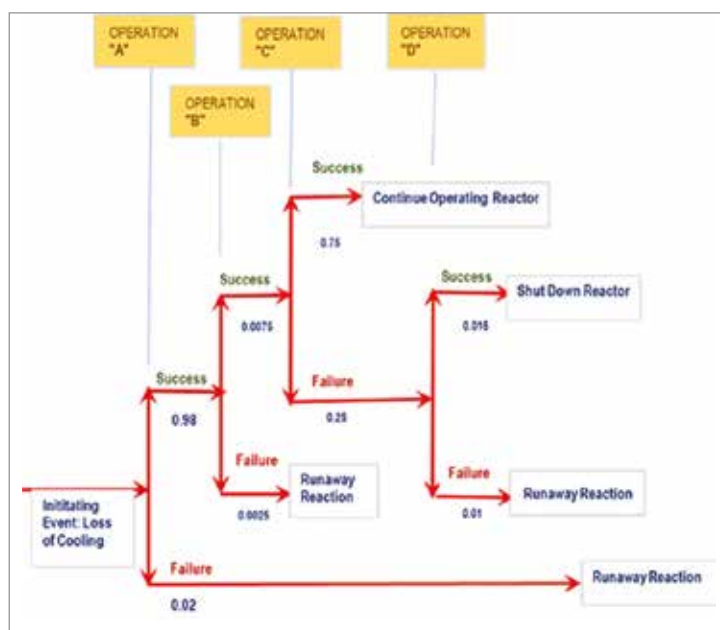 OPERATION
"A"
OPERATION
"C"
OPERATION
"D"
OPERATION
"B"
Success
Continue Operating Reactor
0.75
Success
0.0075
Success
Shut Down Reactor
0.015
Success
0.98
Failure
0.25
Failure
Runaway
Reaction
0.0025
Failure
Runaway Reaction
0.01
Inititating
Event: Loss
of Cooling
Failure
0.02
Runaway Reaction